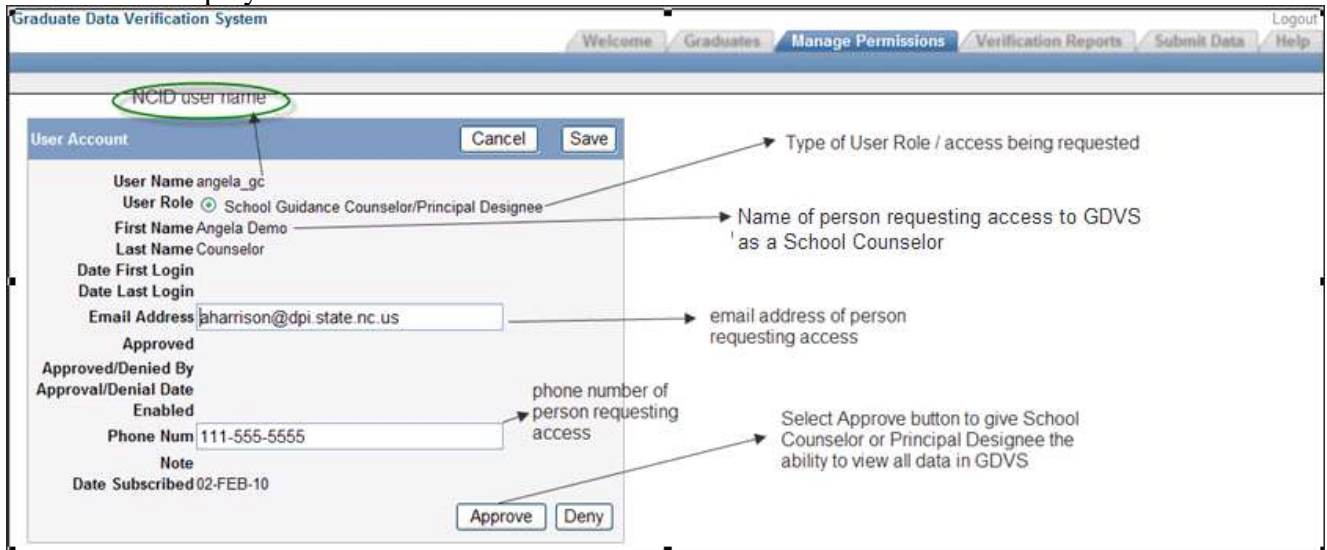 Graduate Data Verification System
Logout
Welcome Graduates Manage Permissions Verification Reports Submit Data Help
NCID user name
User Account Cancel Save
Type of User Role / access being requested
User Name angela_gc
User Role School Guidance Counselor/Principal Designee
First Name Angela Demo
Name of person requesting access to GDVS
as a School Counselor
Last Name Counselor
Date First Login
Date Last Login
Email Address aharrison@dpi.state.nc.us
email address of person
requesting access
Approved
Approved/Denied By
Approval/Denial Date
Enabled
phone number of
person requesting
access
Phone Num 111-555-5555
Select Approve button to give School
Counselor or Principal Designee the
ability to view all data in GDVS
Note
Date Subscribed 02-FEB-10
Approve Deny